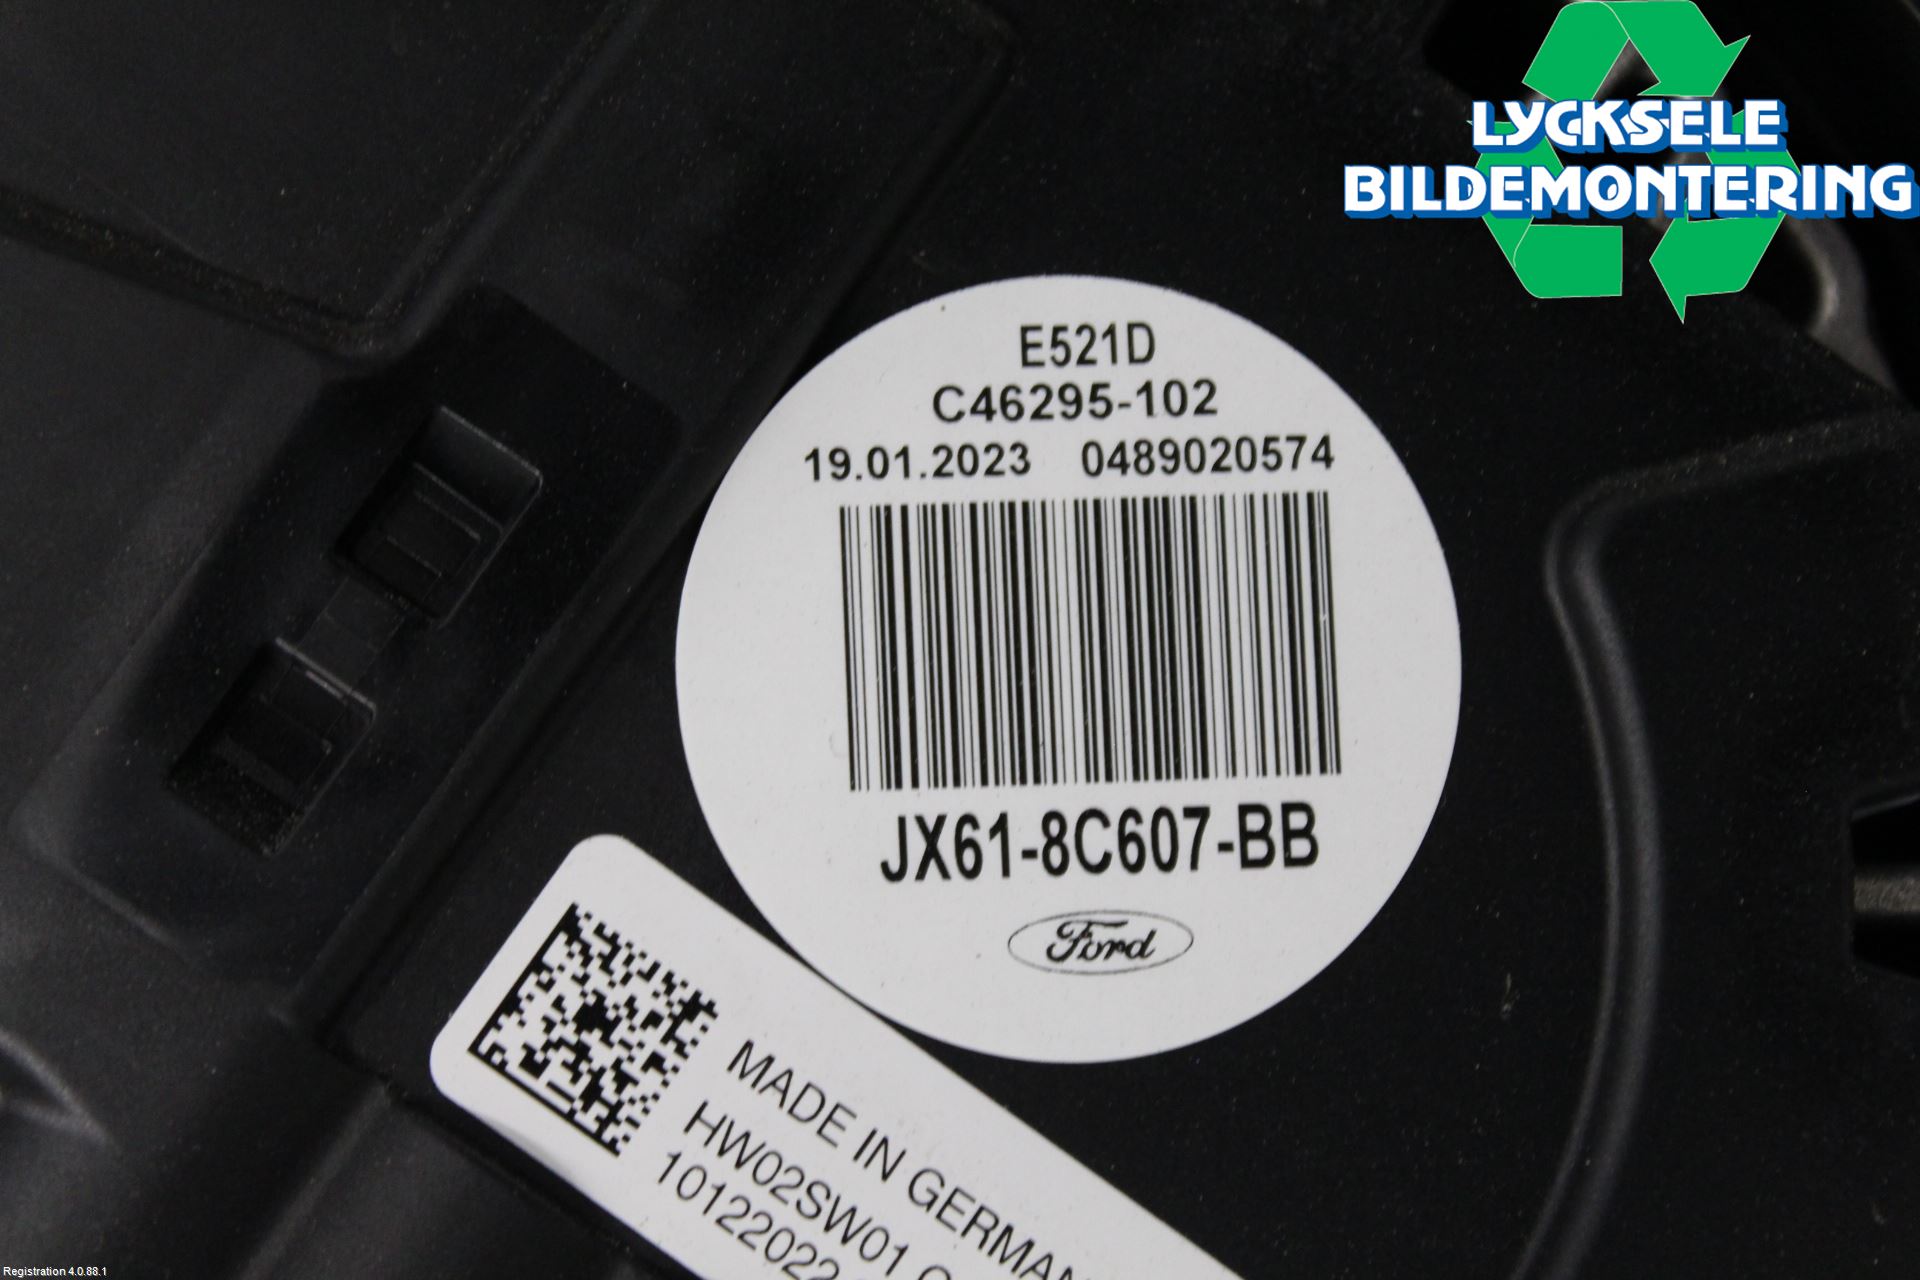 LYCKSELE
BILDEMONTERING
E521D
C46295-102
19.01.2023 0489020574
JX61-8C607-BB
Ford
MADE IN GERMAN
HW02SW01
10122022
Registration 4.0.88.1